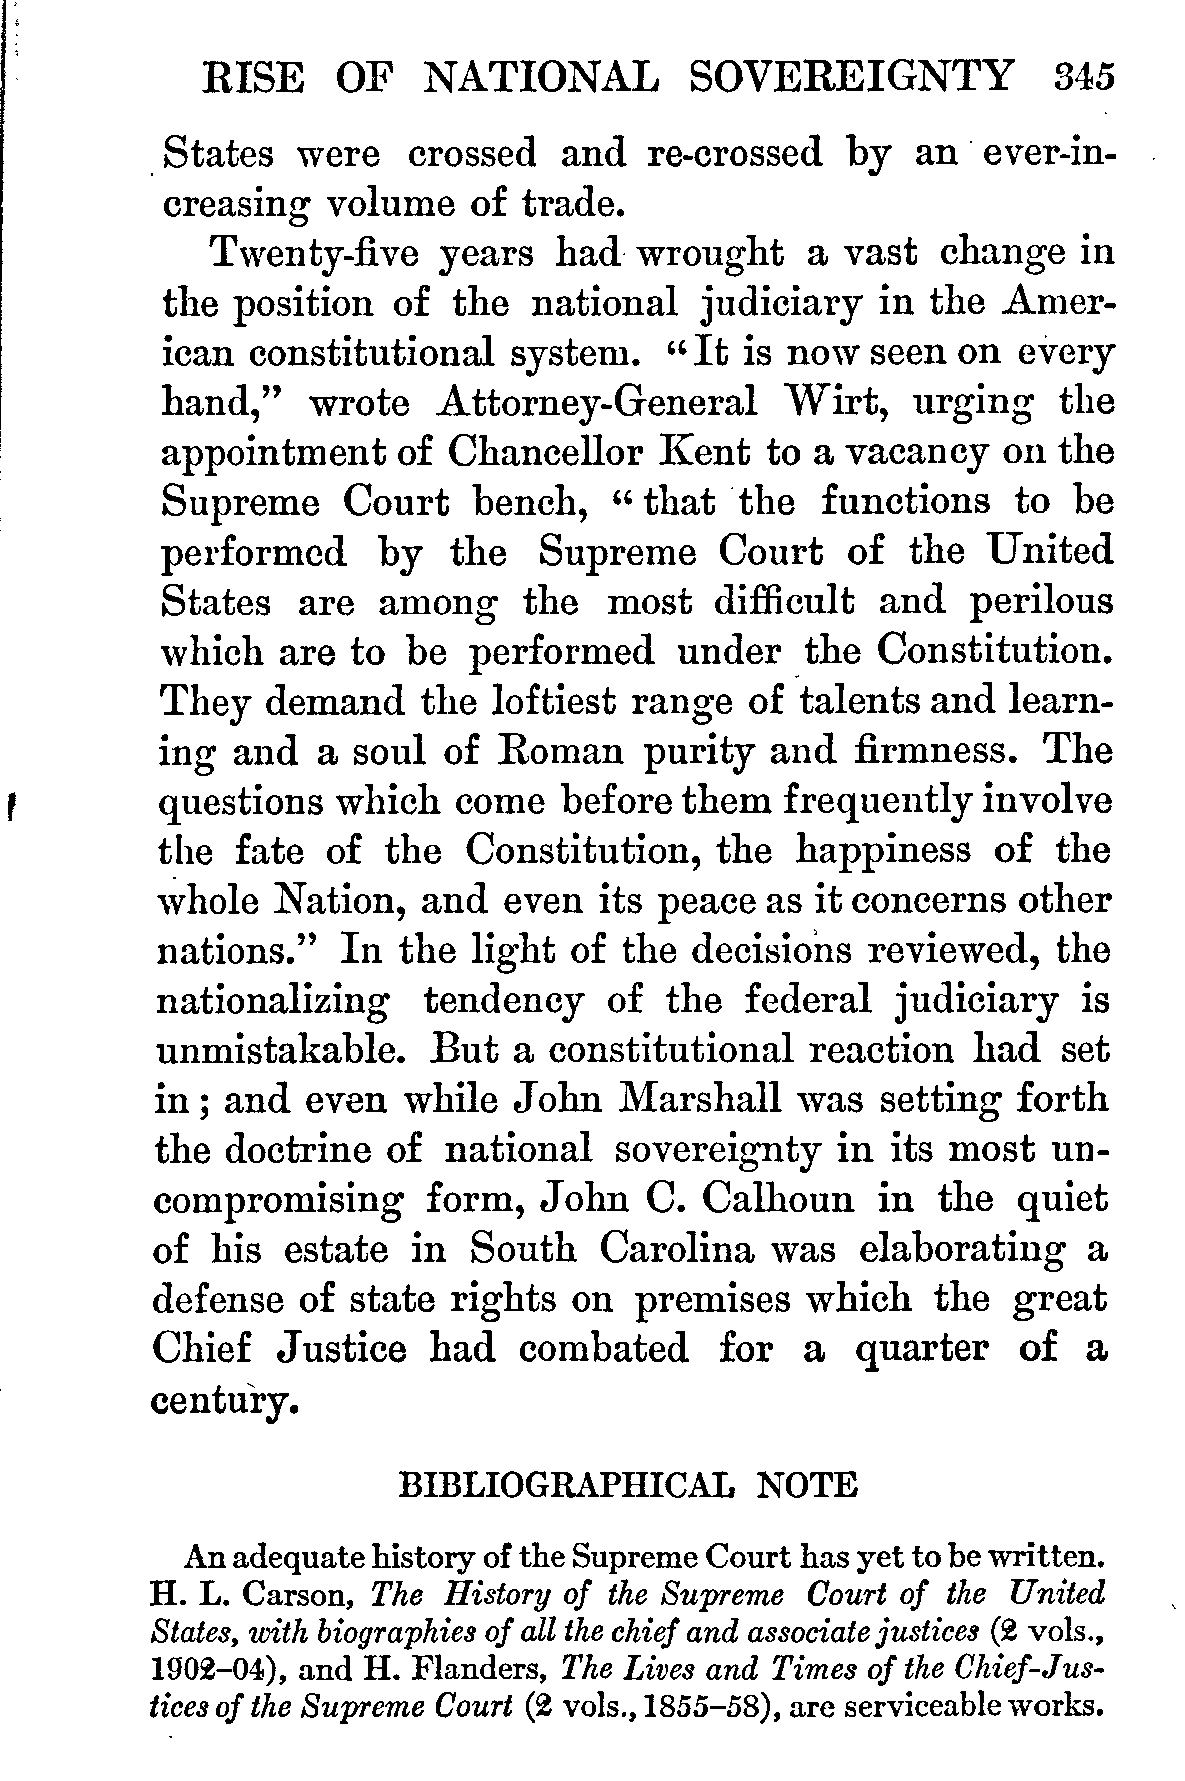 RISE OF NATIONAL SOVEREIGNTY 345
States were crossed and re-crossed by an ever-in-
creasing volume of trade.
Twenty-five years had wrought a vast change in
the position of the national judiciary in the Amer-
ican constitutional system. "It is now seen on every
hand," wrote Attorney-General Wirt, urging the
appointment of Chancellor Kent to a vacancy on the
Supreme Court bench, "that the functions to be
performed by the Supreme Court of the United
States are among the most difficult and perilous
which are to be performed under the Constitution.
They demand the loftiest range of talents and learn-
ing and a soul of Roman purity and firmness. The
questions which come before them frequently involve
the fate of the Constitution, the happiness of the
whole Nation, and even its peace as it concerns other
nations." In the light of the decisions reviewed, the
nationalizing tendency of the federal judiciary is
unmistakable. But a constitutional reaction had set
in; and even while John Marshall was setting forth
the doctrine of national sovereignty in its most un-
compromising form, John C. Calhoun in the quiet
of his estate in South Carolina was elaborating a
defense of state rights on premises which the great
Chief Justice had combated for a quarter of a
century.
BIBLIOGRAPHICAL NOTE
An adequate history of the Supreme Court has yet to be written.
H. L. Carson, The History of the Supreme Court of the United
States, with biographies of all the chief and associate justices (2 vols.,
1902–04), and H. Flanders, The Lives and Times of the Chief-Jus-
tices of the Supreme Court (2 vols., 1855–58), are serviceable works.